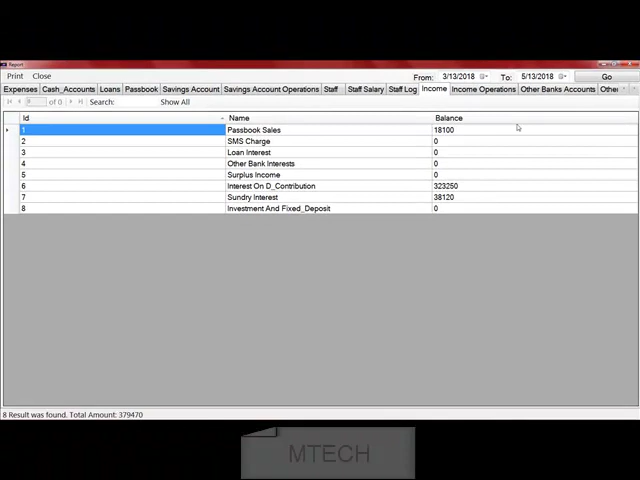 Report
Print Close From: 3/13/2018 To: 5/13/2018 Go
Expenses Cash_Accounts Loans Passbook Savings Account Savings Account Operations Staff Staff Salary Staff Log Income Income Operations Other Banks Accounts Other
of 0 Search: Show All
Id Name Balance
1 Passbook Sales 18100
2 SMS Charge 0
3 Loan Interest 0
4 Other Bank Interests 0
5 Surplus Income 0
6 Interest On D_Contribution 323250
7 Sundry Interest 38120
8 Investment And Fixed_Deposit 0
8 Result was found. Total Amount: 379470
MTECH